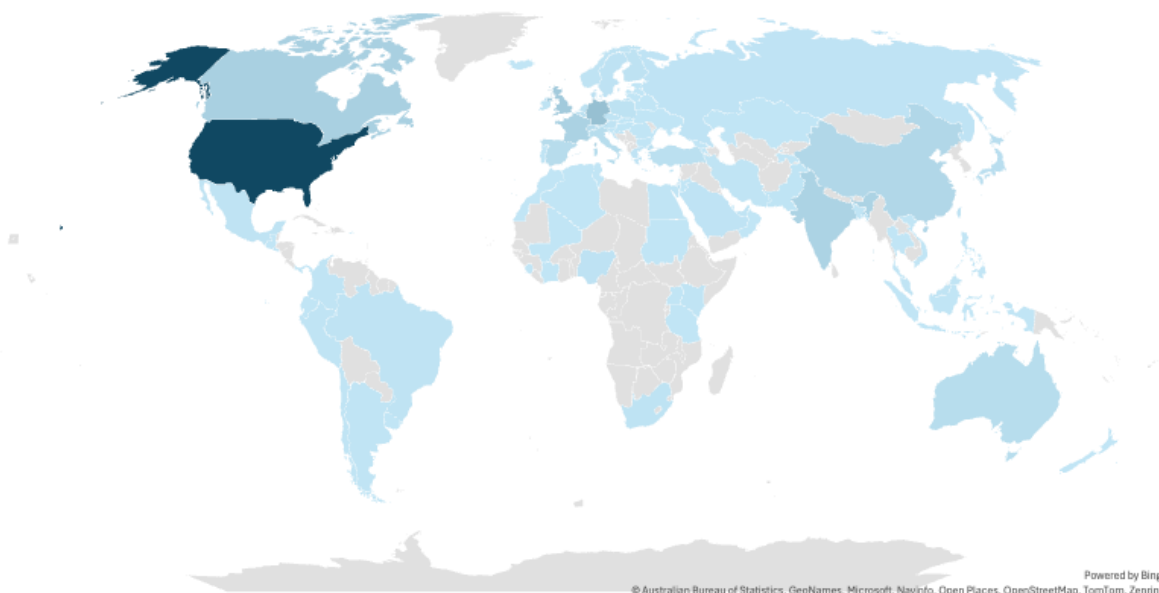 Powered by Bing
© Australian Bureau of Statistics, GeoNames, Microsoft, Navinfo, Open Places, OpenStreetMap, TomTom, Zenrin